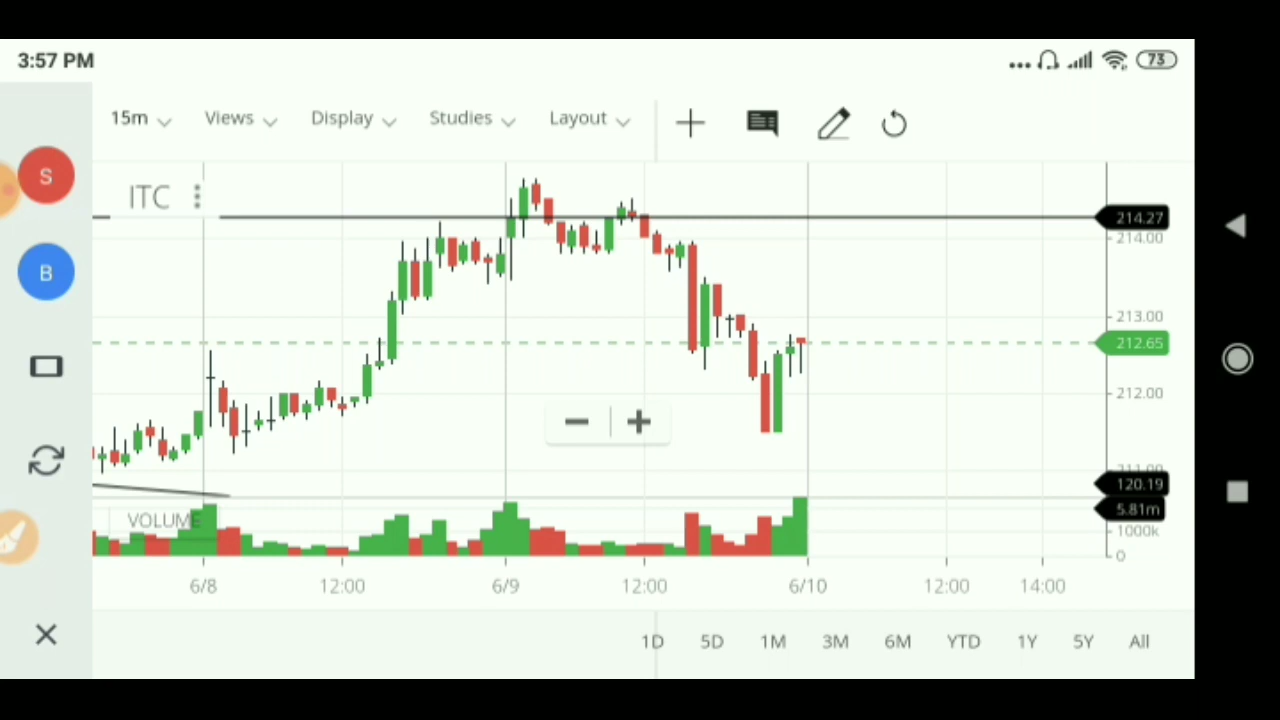 3:57 PM
73
15m Views Display Studies Layout
S
ITC
214.27
214.00
B
213.00
212.65
212.00
211.00
120.19
5.81m
VOLUME
1000k
0
6/8 12:00 6/9 12:00 6/10 12:00 14:00
1D 5D 1M 3M 6M YTD 1Y 5Y All